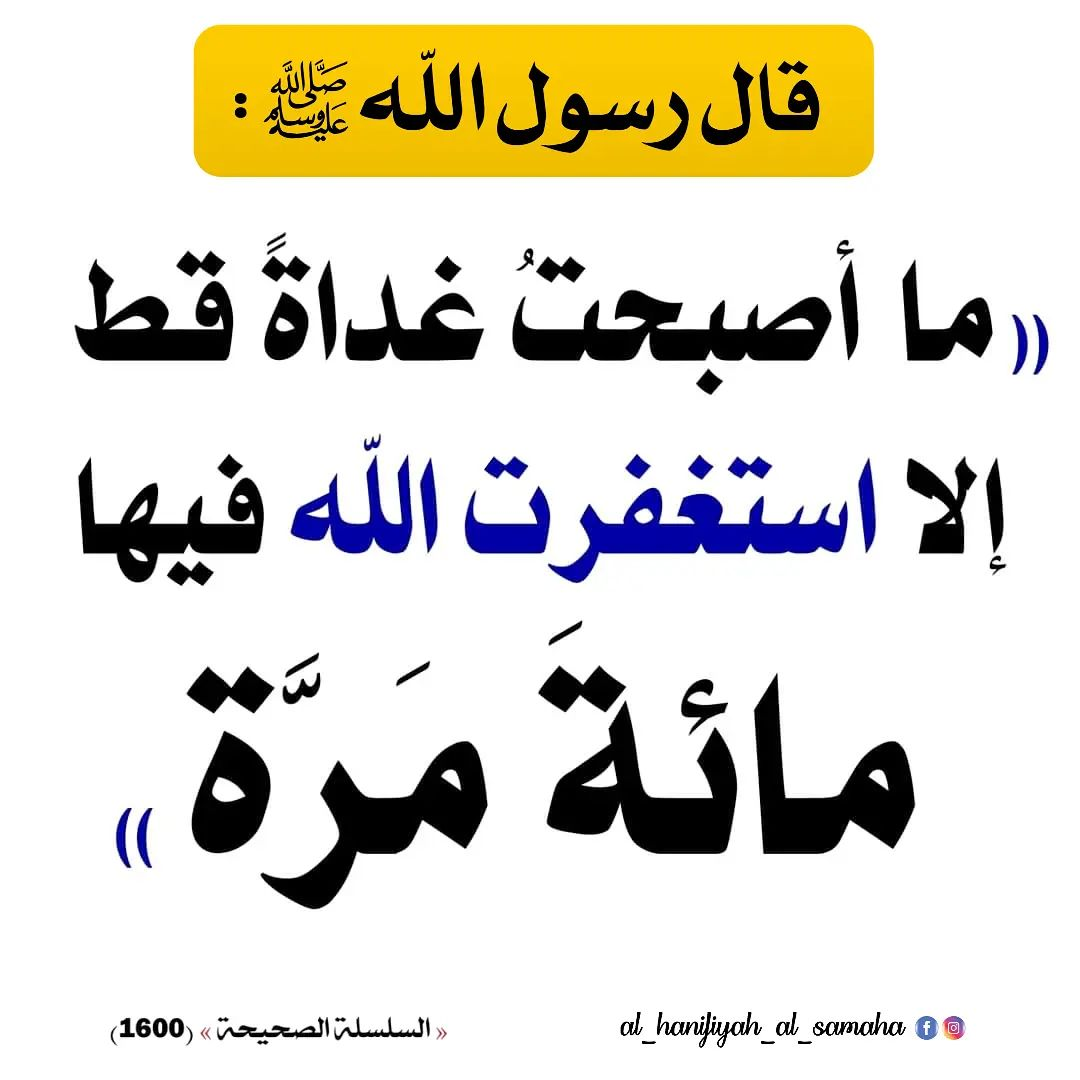 قال رسول الله ﷺ :
(( ما أصبحتُ غداةً قط
إلا استغفرت الله فيها
مائةَ مَرَّة ))
« السلسلة الصحيحة » (1600)
al_hanifiyah_al_samaha